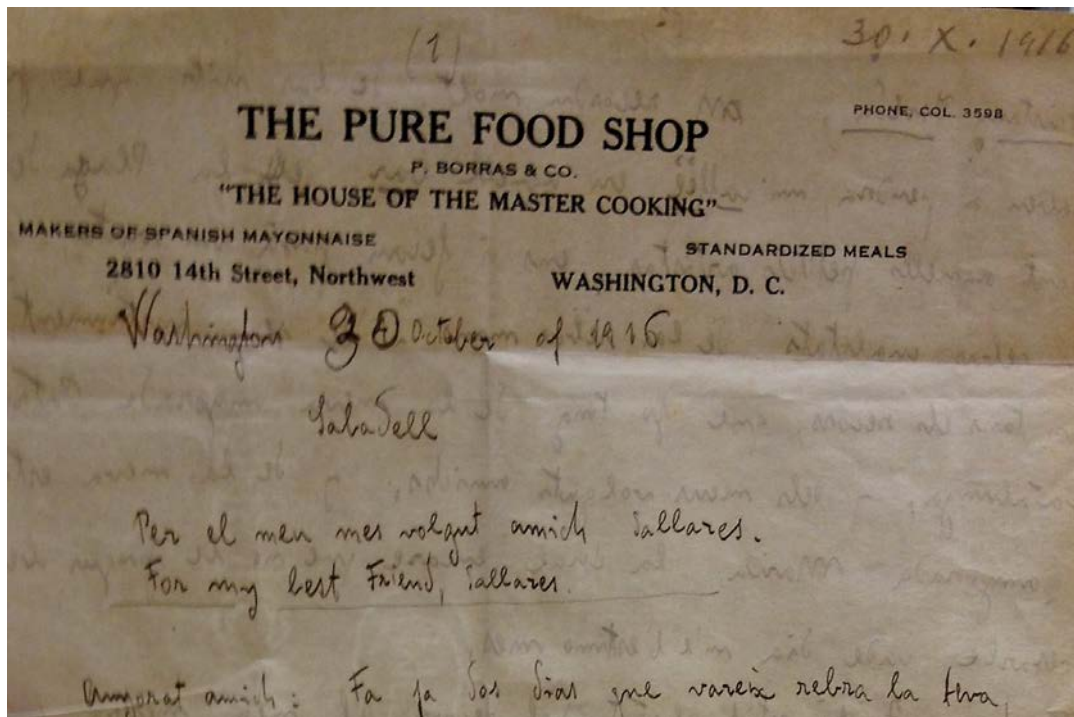 (1)
30. X. 1916
PHONE, COL. 3598
THE PURE FOOD SHOP
P. BORRAS & CO.
"THE HOUSE OF THE MASTER COOKING"
MAKERS OF SPANISH MAYONNAISE
STANDARDIZED MEALS
2810 14th Street, Northwest
WASHINGTON, D. C.
Washington 30 October of 1916
Sabadell
Per el meu mes volgut amich Sallares.
For my best Friend, Sallares.
amich: Fa ja dos dias que vareix rebra la teva,